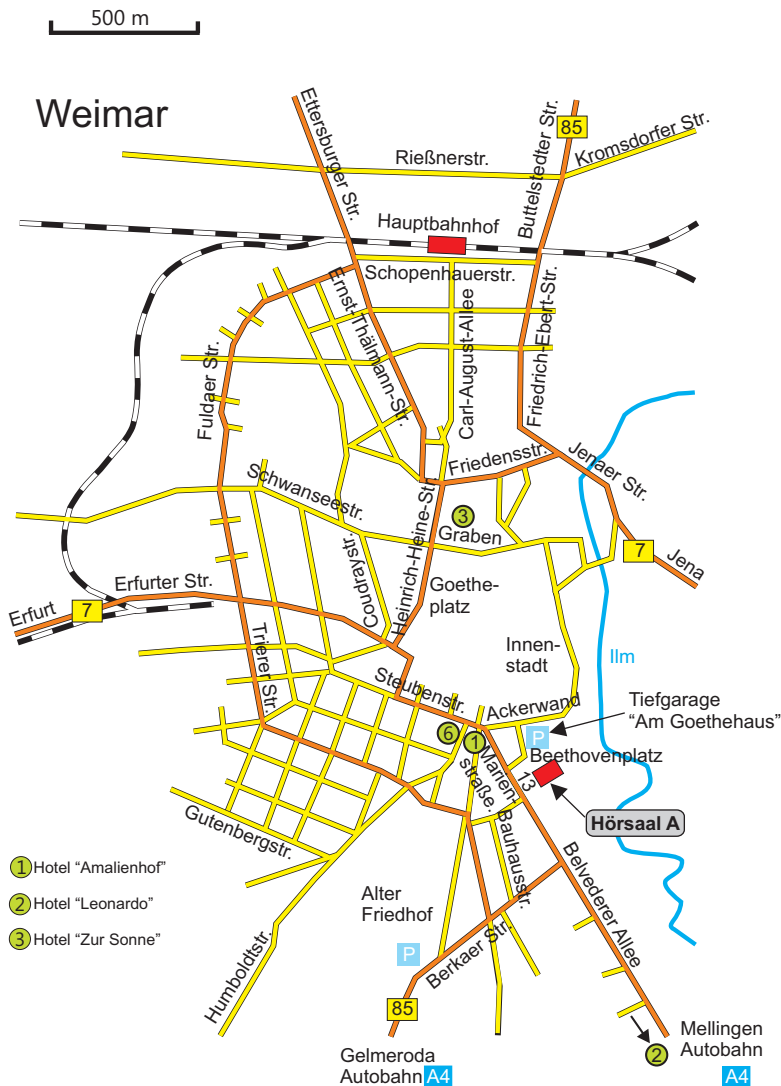 500 m
Weimar
Ettersburger Str.
Buttelstedter Str.
85
Kromsdorfer Str.
Rießnerstr.
Hauptbahnhof
Schopenhauerstr.
Ernst-Thälmann-Str.
Carl-August-Allee
Friedrich-Ebert-Str.
Fuldaer Str.
Friedensstr.
Jenaer Str.
Schwanseestr.
3
Graben
7
Jena
Coudraystr.
Heinrich-Heine-Str.
Goethe-
platz
Erfurter Str.
Erfurt
7
Innen-
stadt
Ilm
Trierer Str.
Steubenstr.
Ackerwand
Tiefgarage
“Am Goethehaus”
P
6
1
Marien-
straße.
13
Beethovenplatz
Hörsaal A
Gutenbergstr.
Bauhausstr.
Belvederer Allee
1 Hotel “Amalienhof”
2 Hotel “Leonardo”
3 Hotel “Zur Sonne”
Alter
Friedhof
P
Berkaer Str.
Humboldtstr.
85
Gelmeroda
Autobahn A4
2
Mellingen
Autobahn
A4